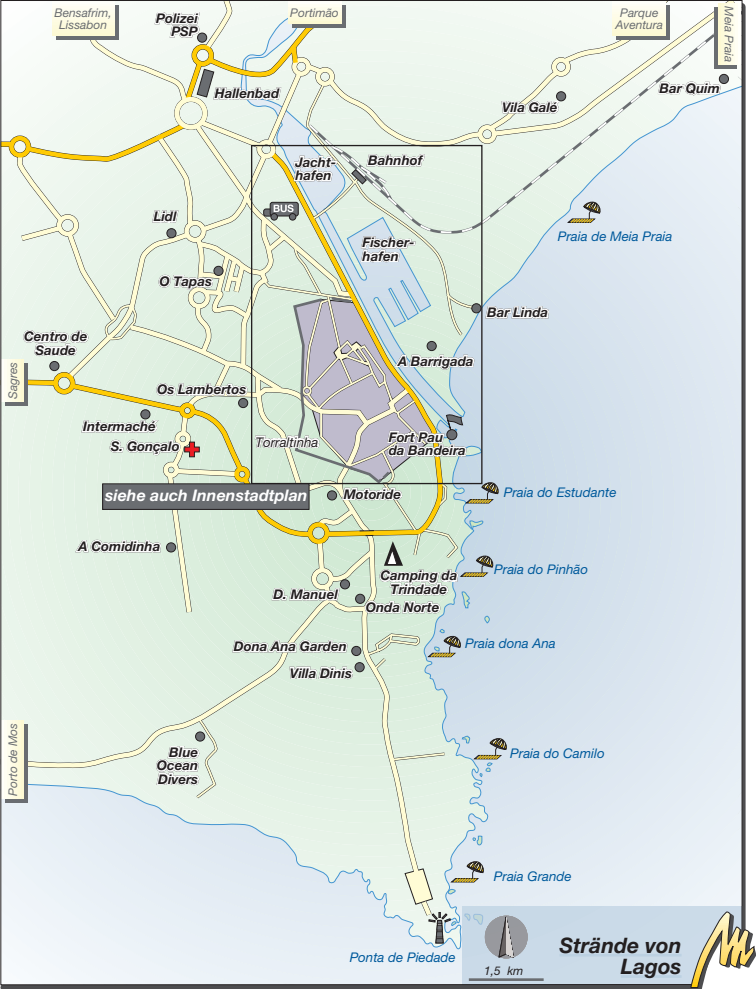 Bensafrim,
Lissabon
Polizei
PSP
Portimão
Parque
Aventura
Meia Praia
Hallenbad
Vila Galé
Bar Quim
Jacht-
hafen
Bahnhof
BUS
Lidl
Praia de Meia Praia
Fischer-
hafen
O Tapas
Bar Linda
Centro de
Saude
A Barrigada
Sagres
Os Lambertos
Intermaché
S. Gonçalo
Torraltinha
Fort Pau
da Bandeira
siehe auch Innenstadtplan
Motoride
Praia do Estudante
A Comidinha
Camping da
Trindade
Praia do Pinhão
D. Manuel
Onda Norte
Dona Ana Garden
Praia dona Ana
Villa Dinis
Porto de Mos
Blue
Ocean
Divers
Praia do Camilo
Praia Grande
Ponta de Piedade
1,5 km
Strände von
Lagos